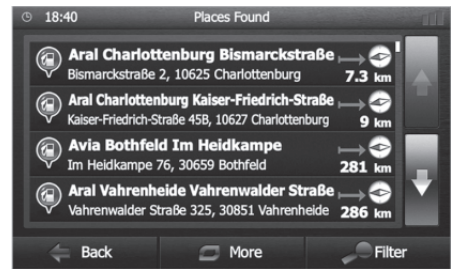 18:40 Places Found
Aral Charlottenburg Bismarckstraße
Bismarckstraße 2, 10625 Charlottenburg 7.3 km
Aral Charlottenburg Kaiser-Friedrich-Straße
Kaiser-Friedrich-Straße 45B, 10627 Charlottenburg 9 km
Avia Bothfeld Im Heidkampe
Im Heidkampe 76, 30659 Bothfeld 281 km
Aral Vahrenheide Vahrenwalder Straße
Vahrenwalder Straße 325, 30851 Vahrenheide 286 km
Back More Filter